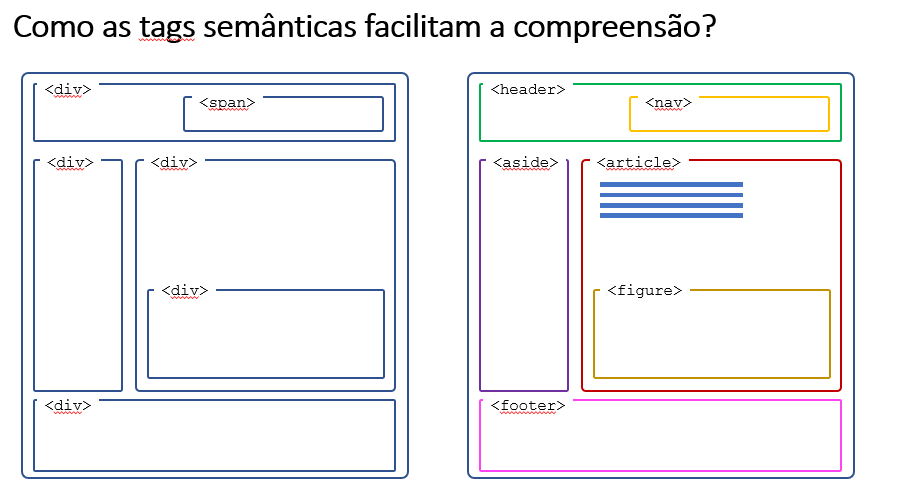 Como as tags semânticas facilitam a compreensão?
<div>
<span>
<div>
<div>
<div>
<div>
<header>
<nav>
<aside>
<article>
<figure>
<footer>